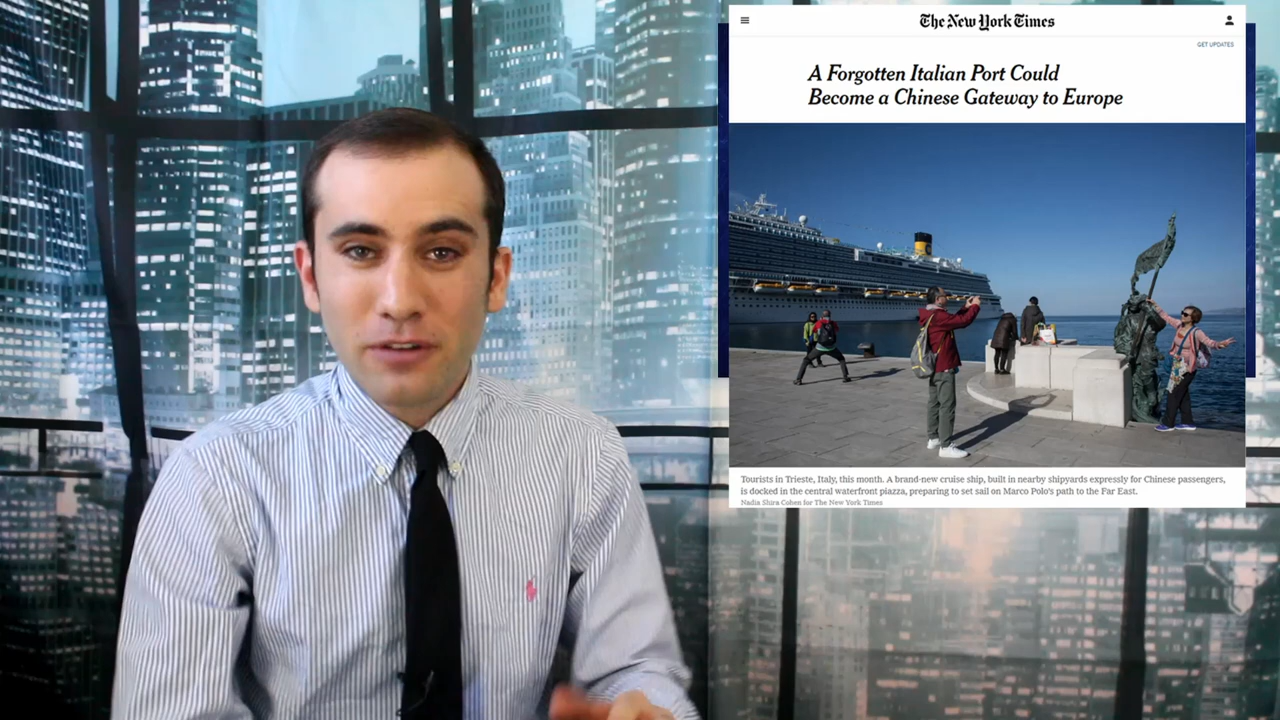 The New York Times
GET UPDATES
A Forgotten Italian Port Could
Become a Chinese Gateway to Europe
Tourists in Trieste, Italy, this month. A brand-new cruise ship, built in nearby shipyards expressly for Chinese passengers,
is docked in the central waterfront piazza, preparing to set sail on Marco Polo's path to the Far East.
Nadia Shira Cohen for The New York Times